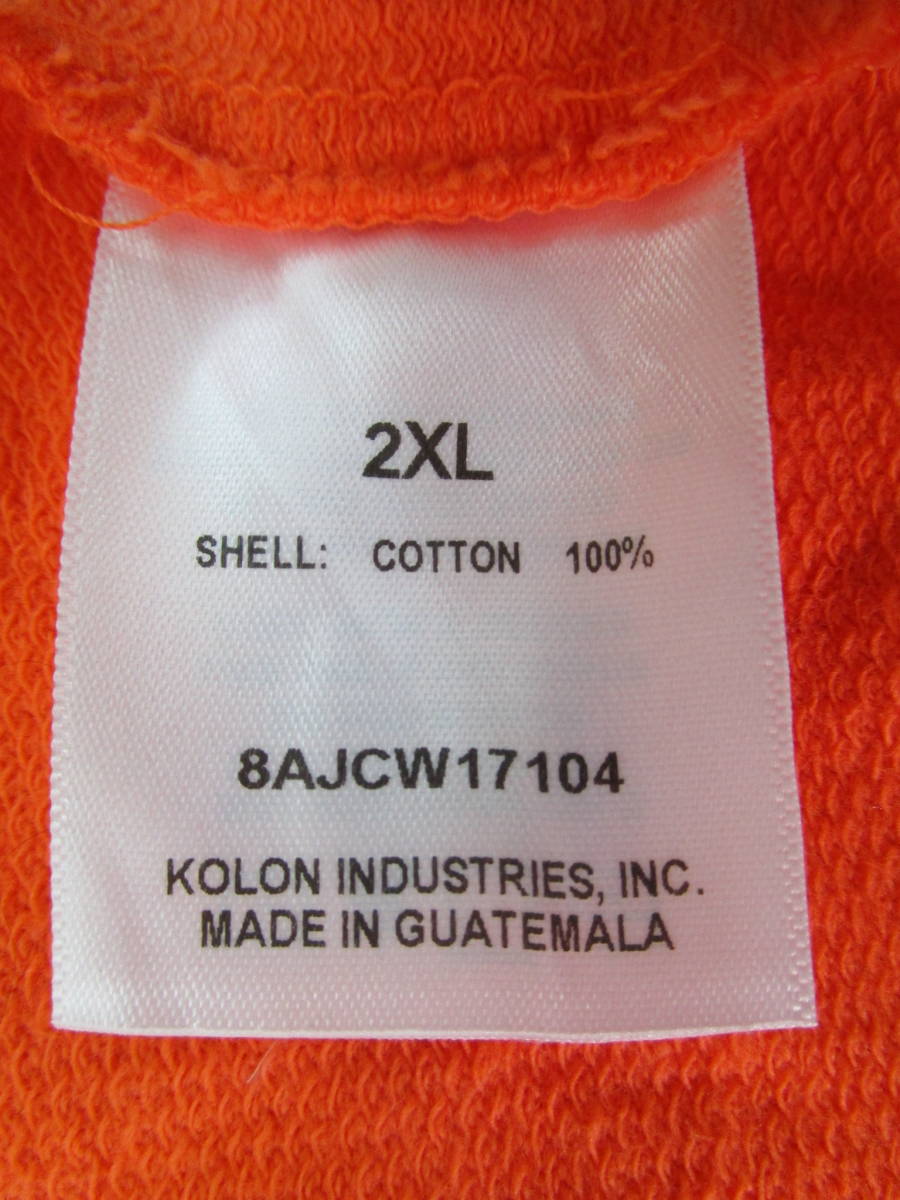 2XL
SHELL: COTTON 100%
8AJCW17104
KOLON INDUSTRIES, INC.
MADE IN GUATEMALA